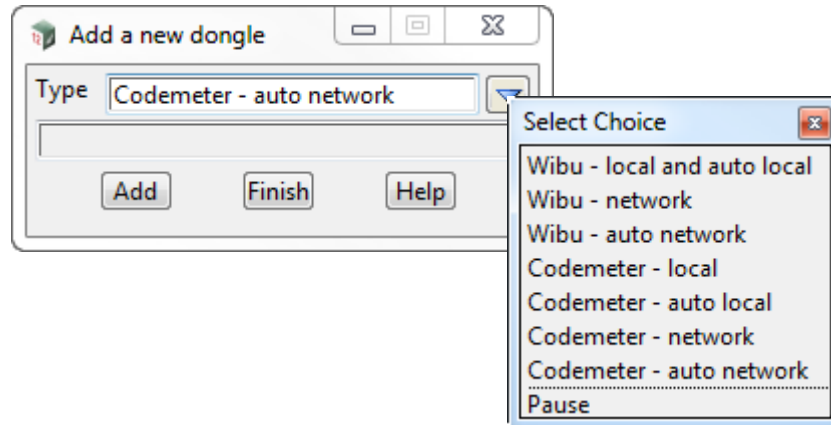 Add a new dongle
Type Codemeter - auto network
Add Finish Help
Select Choice
Wibu - local and auto local
Wibu - network
Wibu - auto network
Codemeter - local
Codemeter - auto local
Codemeter - network
Codemeter - auto network
Pause